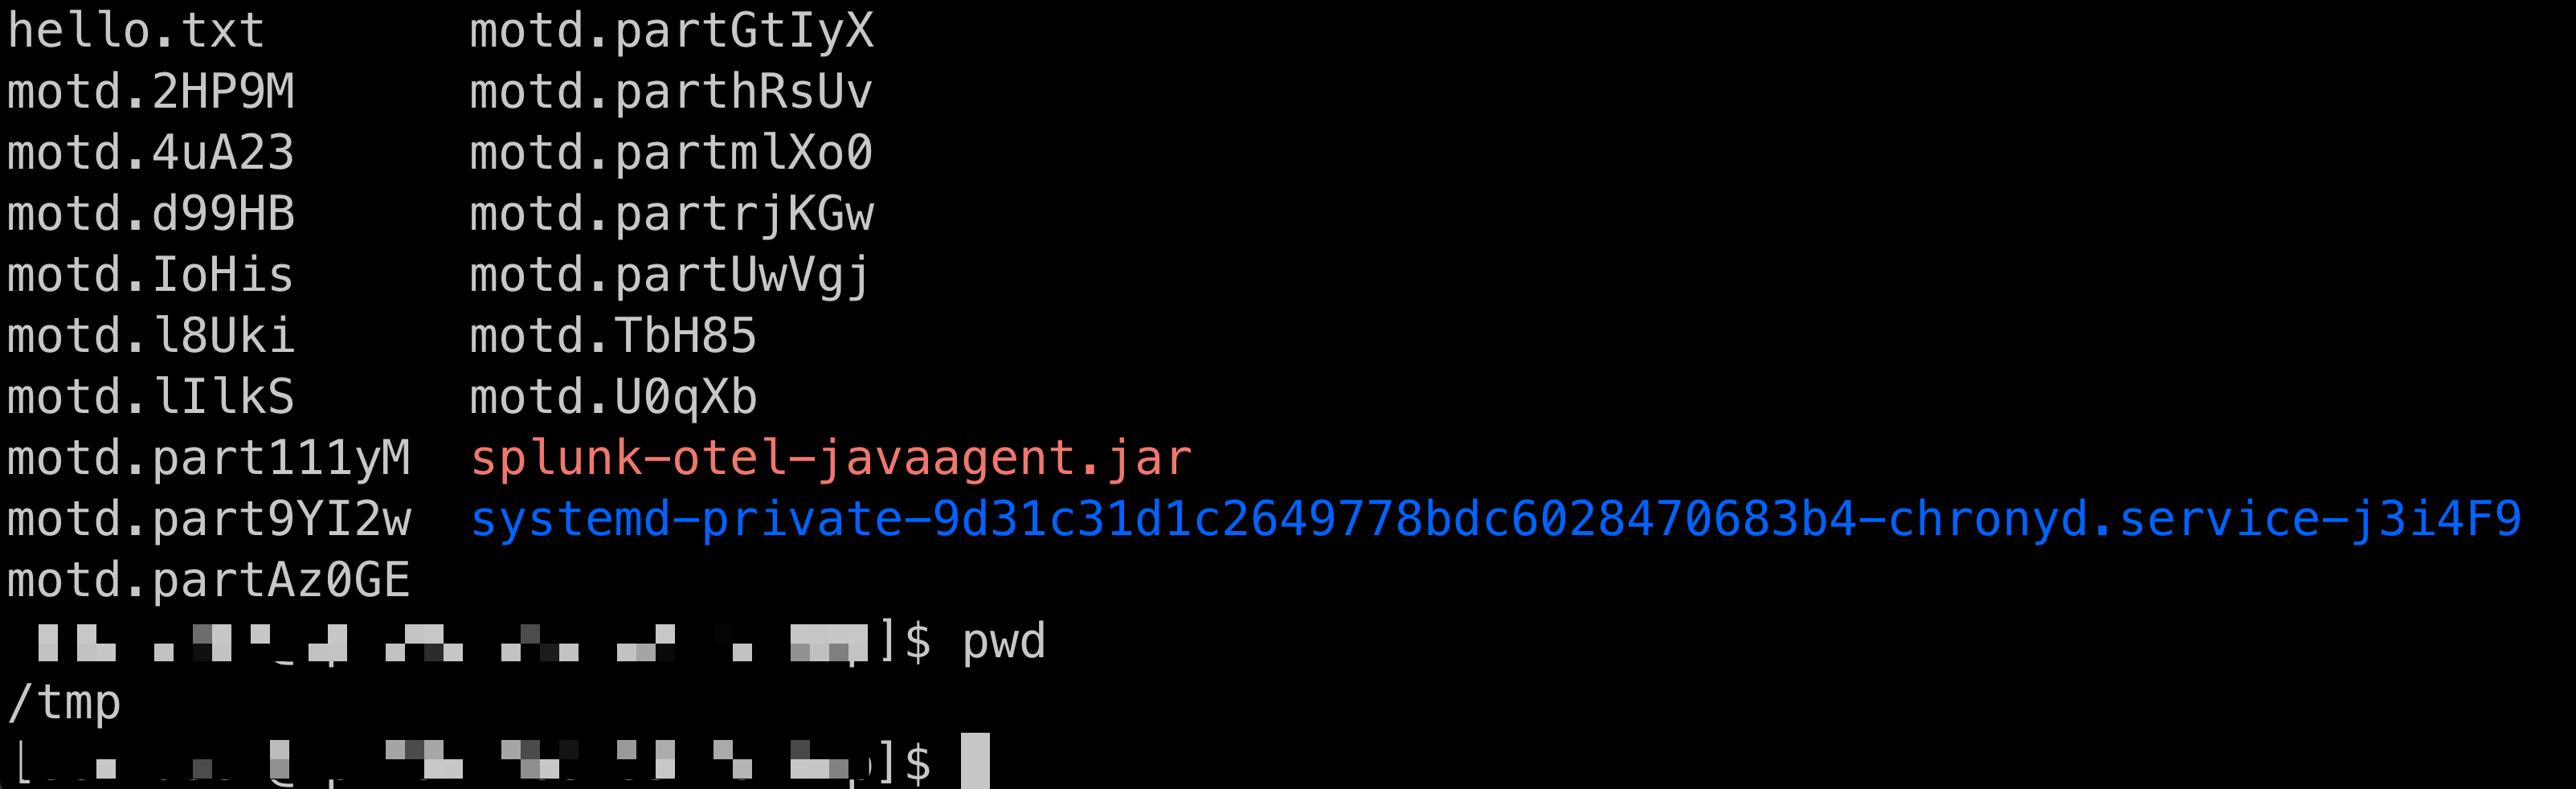 hello.txt       motd.partGtIyX
motd.2HP9M      motd.parthRsUv
motd.4uA23      motd.partmlXo0
motd.d99HB      motd.partrjKGw
motd.IoHis      motd.partUwVgj
motd.l8Uki      motd.TbH85
motd.lIlkS      motd.U0qXb
motd.part111yM  splunk-otel-javaagent.jar
motd.part9YI2w  systemd-private-9d31c31d1c2649778bdc6028470683b4-chronyd.service-j3i4F9
motd.partAz0GE
]$ pwd
/tmp
]$